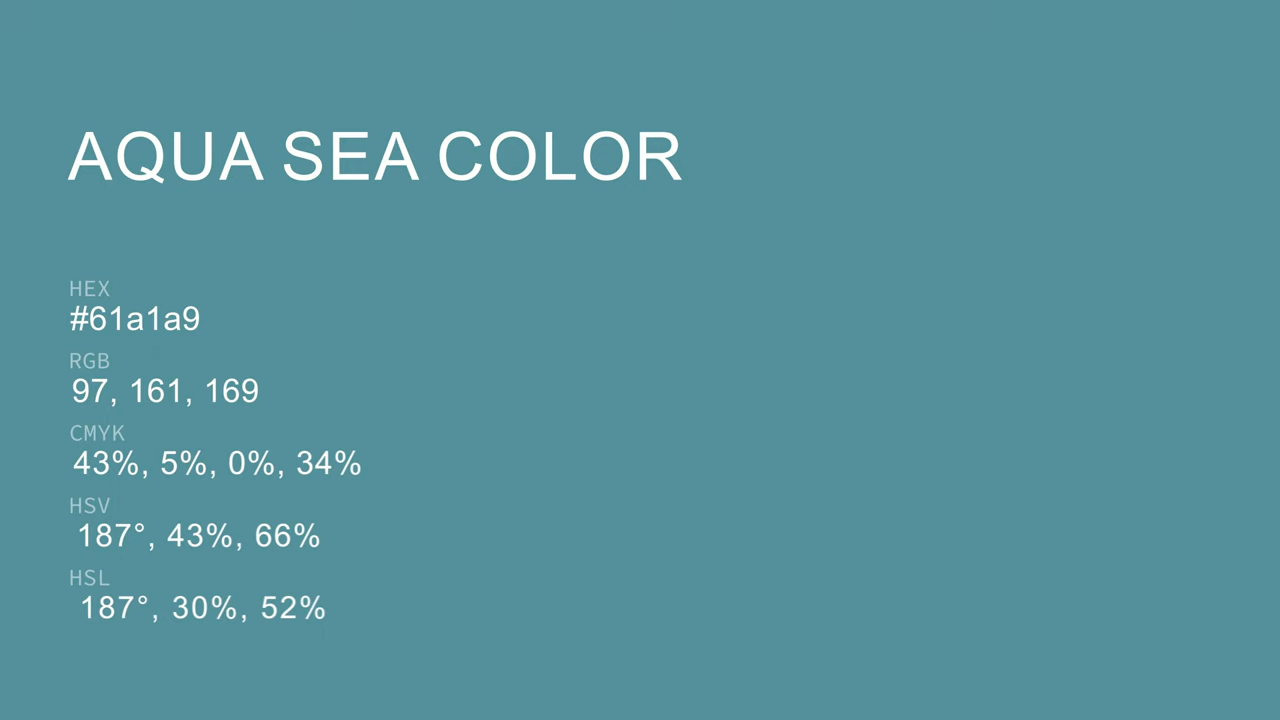 AQUA SEA COLOR
HEX
#61a1a9
RGB
97, 161, 169
CMYK
43%, 5%, 0%, 34%
HSV
187°, 43%, 66%
HSL
187°, 30%, 52%